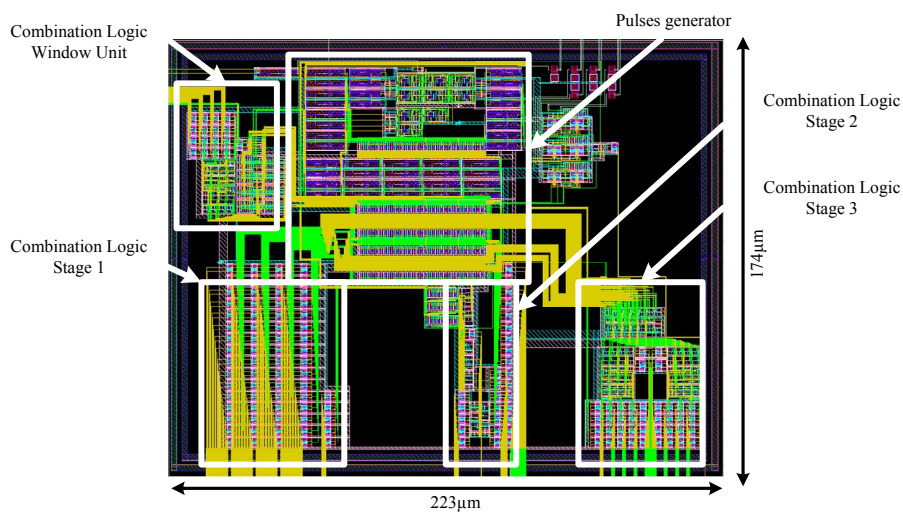 Combination Logic
Window Unit
Pulses generator
Combination Logic
Stage 2
Combination Logic
Stage 3
Combination Logic
Stage 1
174µm
223µm